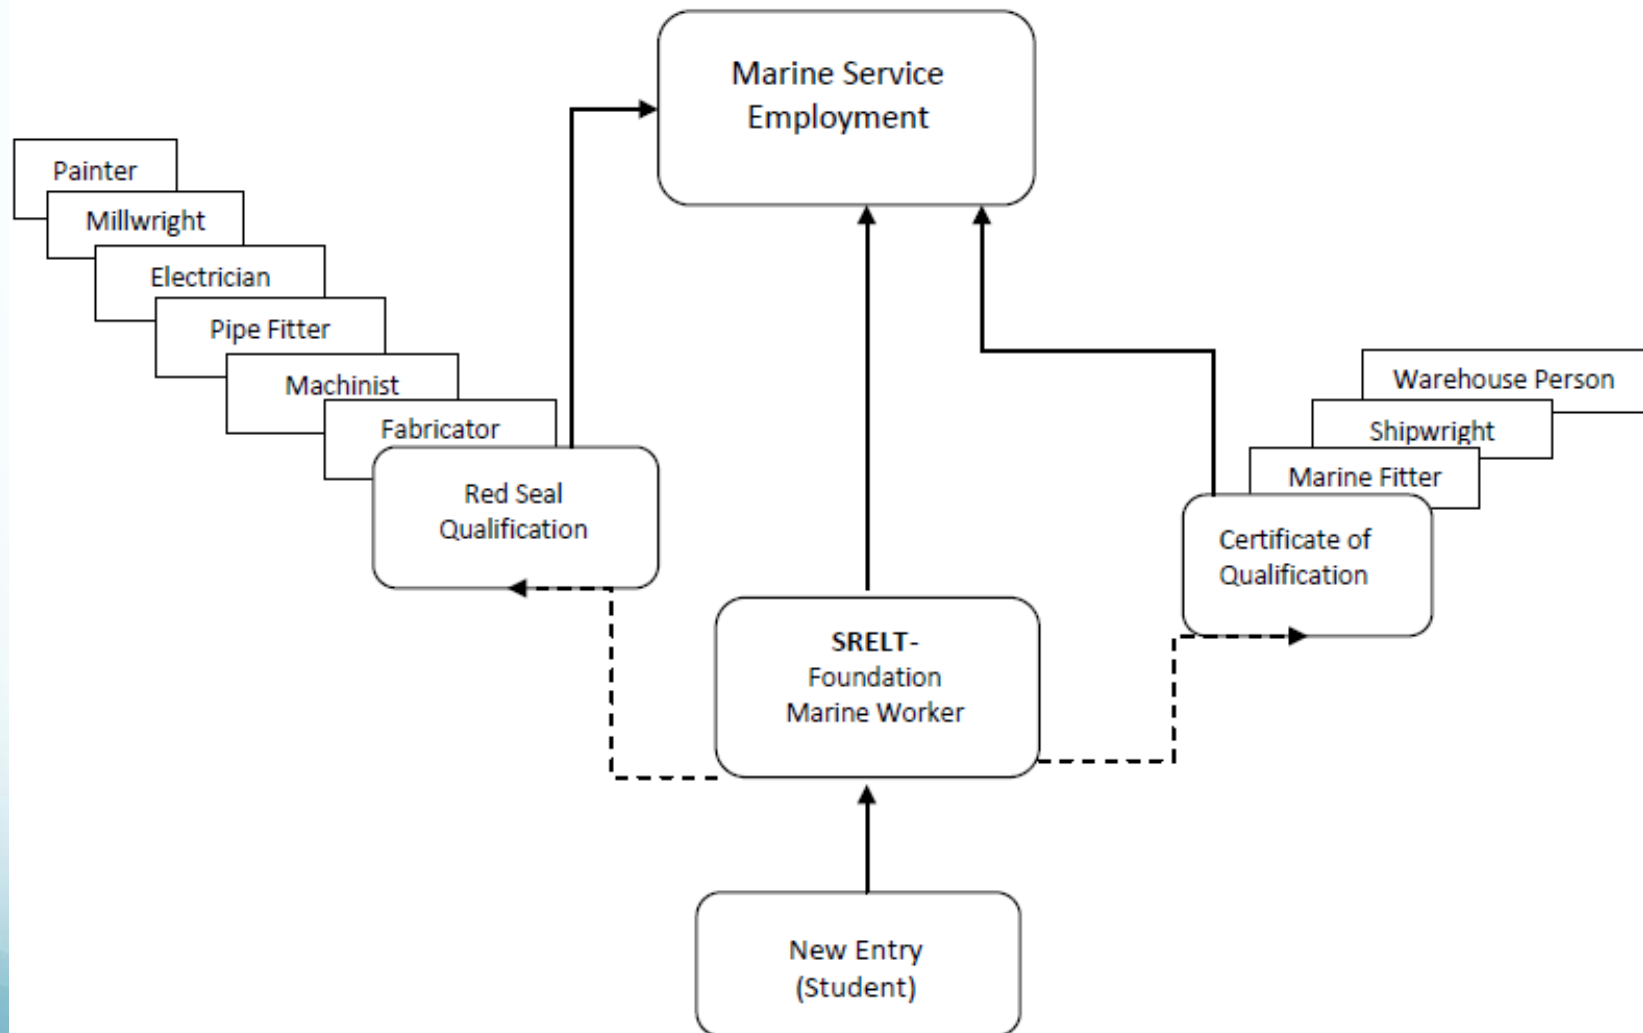 Marine Service
Employment
Painter
Millwright
Electrician
Pipe Fitter
Machinist
Fabricator
Red Seal
Qualification
Warehouse Person
Shipwright
Marine Fitter
Certificate of
Qualification
SRELT-
Foundation
Marine Worker
New Entry
(Student)